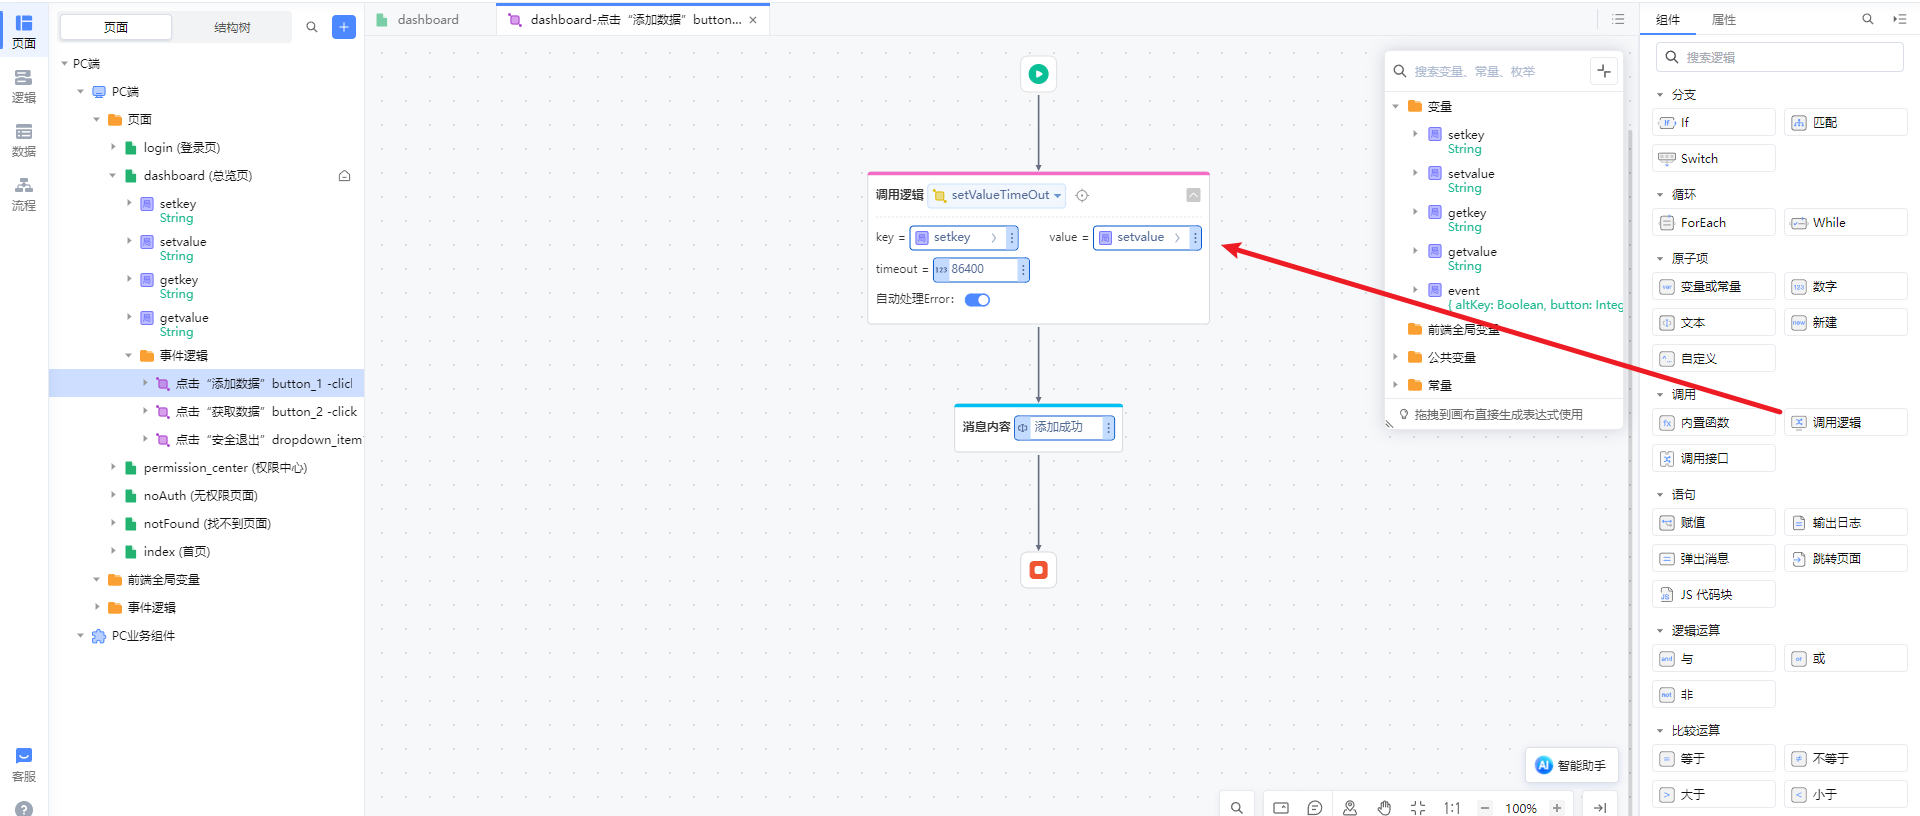 页面
逻辑
数据
流程
客服
页面
结构树
PC端
PC端
页面
login (登录页)
dashboard (总览页)
setkey
String
setvalue
String
getkey
String
getvalue
String
事件逻辑
点击“添加数据”button_1 -clicl
点击“获取数据”button_2 -click
点击“安全退出”dropdown_item
permission_center (权限中心)
noAuth (无权限页面)
notFound (找不到页面)
index (首页)
前端全局变量
事件逻辑
PC业务组件
dashboard
dashboard-点击“添加数据”button...
调用逻辑 setValueTimeOut
key = setkey
value = setvalue
timeout = 123 86400
自动处理Error:
消息内容 添加成功
搜索变量、常量、枚举
变量
setkey
String
setvalue
String
getkey
String
getvalue
String
event
{ altKey: Boolean, button: Integ
前端全局变量
公共变量
常量
拖拽到画布直接生成表达式使用
AI 智能助手
1:1
100%
组件
属性
搜索逻辑
分支
If
匹配
Switch
循环
ForEach
While
原子项
变量或常量
数字
文本
新建
自定义
调用
内置函数
调用逻辑
调用接口
语句
赋值
输出日志
弹出消息
跳转页面
JS 代码块
逻辑运算
与
或
非
比较运算
等于
不等于
大于
小于